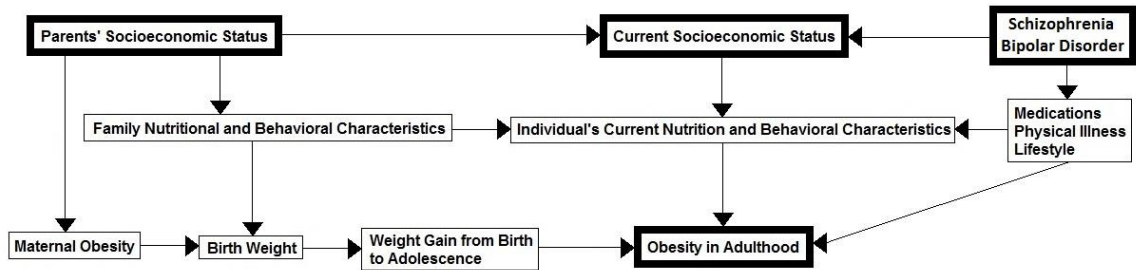 Parents' Socioeconomic Status
Current Socioeconomic Status
Schizophrenia
Bipolar Disorder
Family Nutritional and Behavioral Characteristics
Individual's Current Nutrition and Behavioral Characteristics
Medications
Physical Illness
Lifestyle
Maternal Obesity
Birth Weight
Weight Gain from Birth
to Adolescence
Obesity in Adulthood